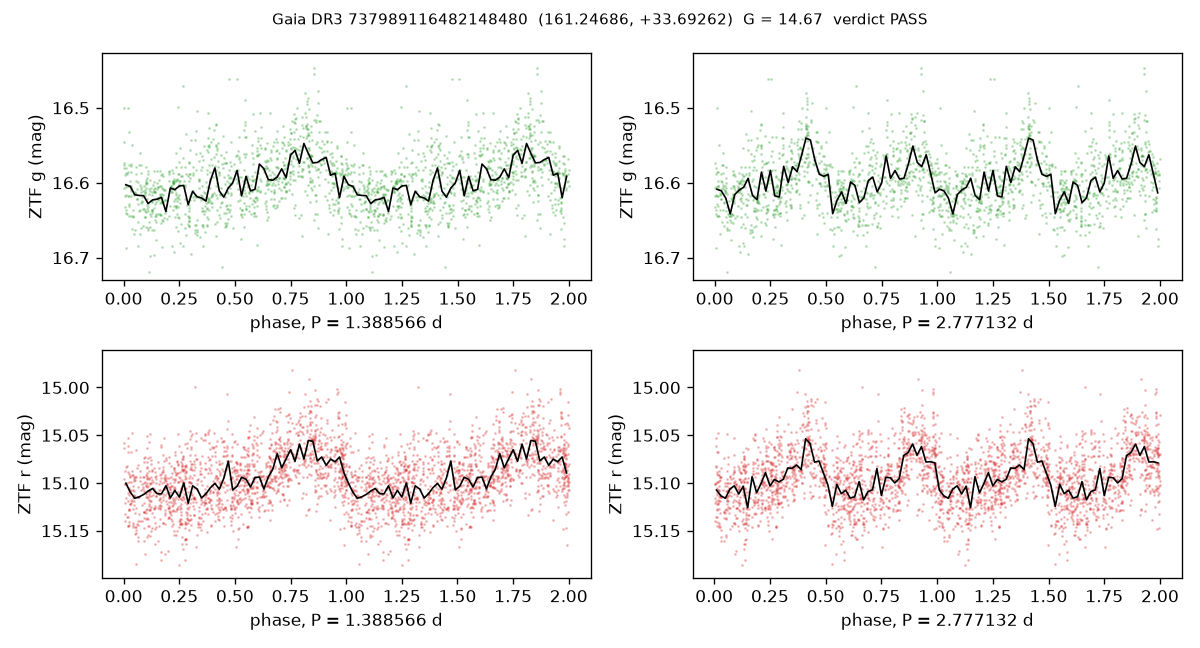 Gaia DR3 737989116482148480 (161.24686, +33.69262) G = 14.67 verdict PASS
ZTF g (mag)
16.5
16.6
16.7
0.00 0.25 0.50 0.75 1.00 1.25 1.50 1.75 2.00
phase, P = 1.388566 d
ZTF g (mag)
16.5
16.6
16.7
0.00 0.25 0.50 0.75 1.00 1.25 1.50 1.75 2.00
phase, P = 2.777132 d
ZTF r (mag)
15.00
15.05
15.10
15.15
0.00 0.25 0.50 0.75 1.00 1.25 1.50 1.75 2.00
phase, P = 1.388566 d
ZTF r (mag)
15.00
15.05
15.10
15.15
0.00 0.25 0.50 0.75 1.00 1.25 1.50 1.75 2.00
phase, P = 2.777132 d